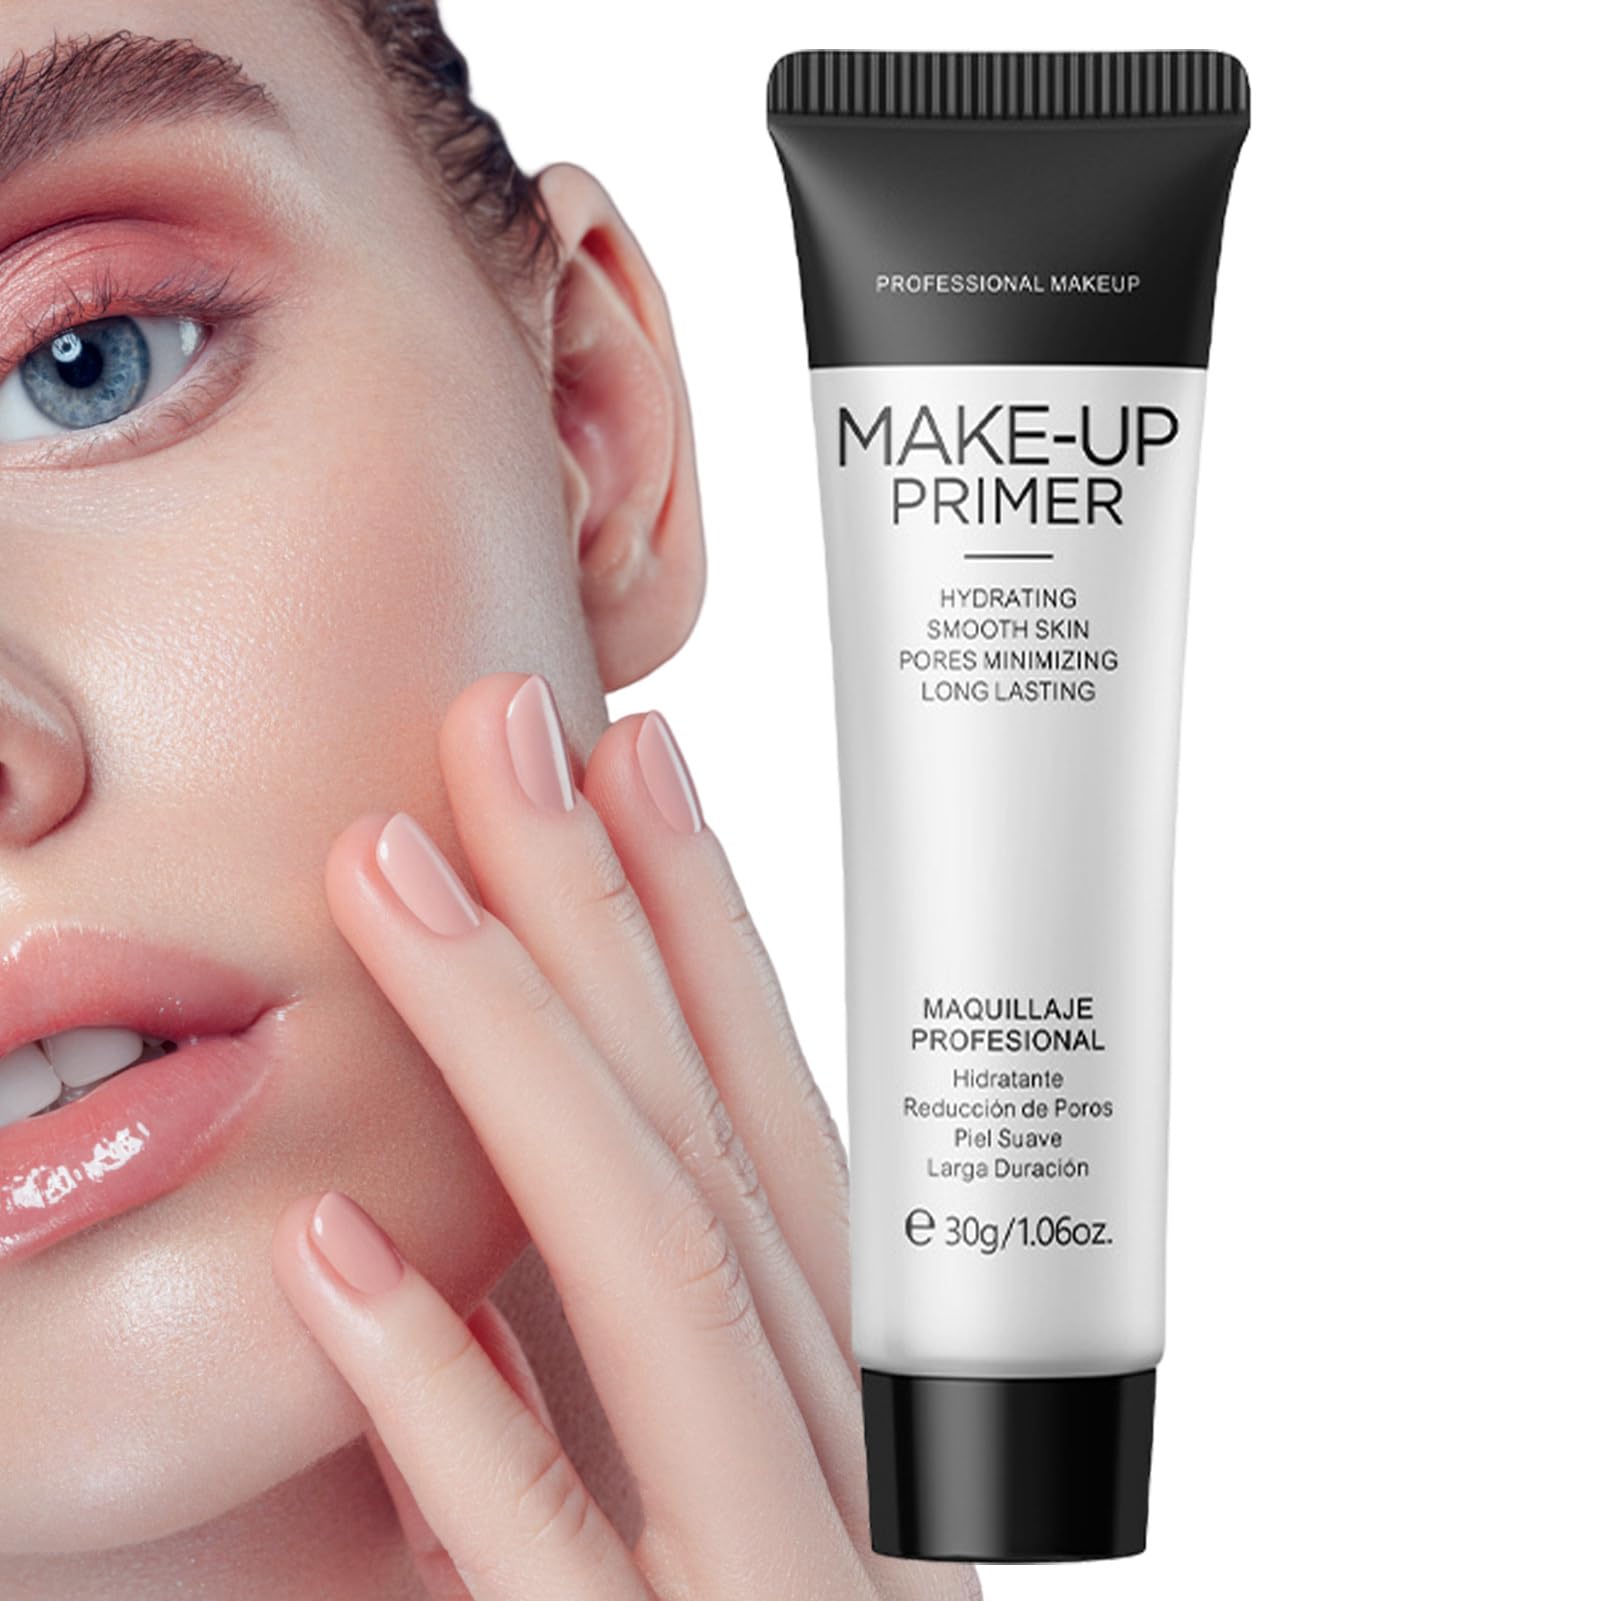 PROFESSIONAL MAKEUP
MAKE-UP
PRIMER
HYDRATING
SMOOTH SKIN
PORES MINIMIZING
LONG LASTING
MAQUILLAJE
PROFESIONAL
Hidratante
Reducción de Poros
Piel Suave
Larga Duración
e 30g/1.06oz.